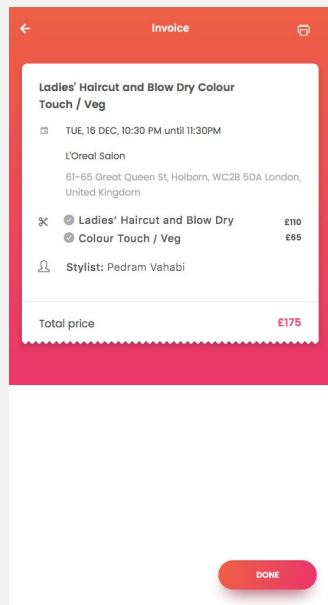 Invoice
Ladies' Haircut and Blow Dry Colour
Touch / Veg
TUE, 16 DEC, 10:30 PM until 11:30PM
L'Oreal Salon
61-65 Great Queen St, Holborn, WC2B 5DA London,
United Kingdom
Ladies' Haircut and Blow Dry £110
Colour Touch / Veg £65
Stylist: Pedram Vahabi
Total price £175
DONE